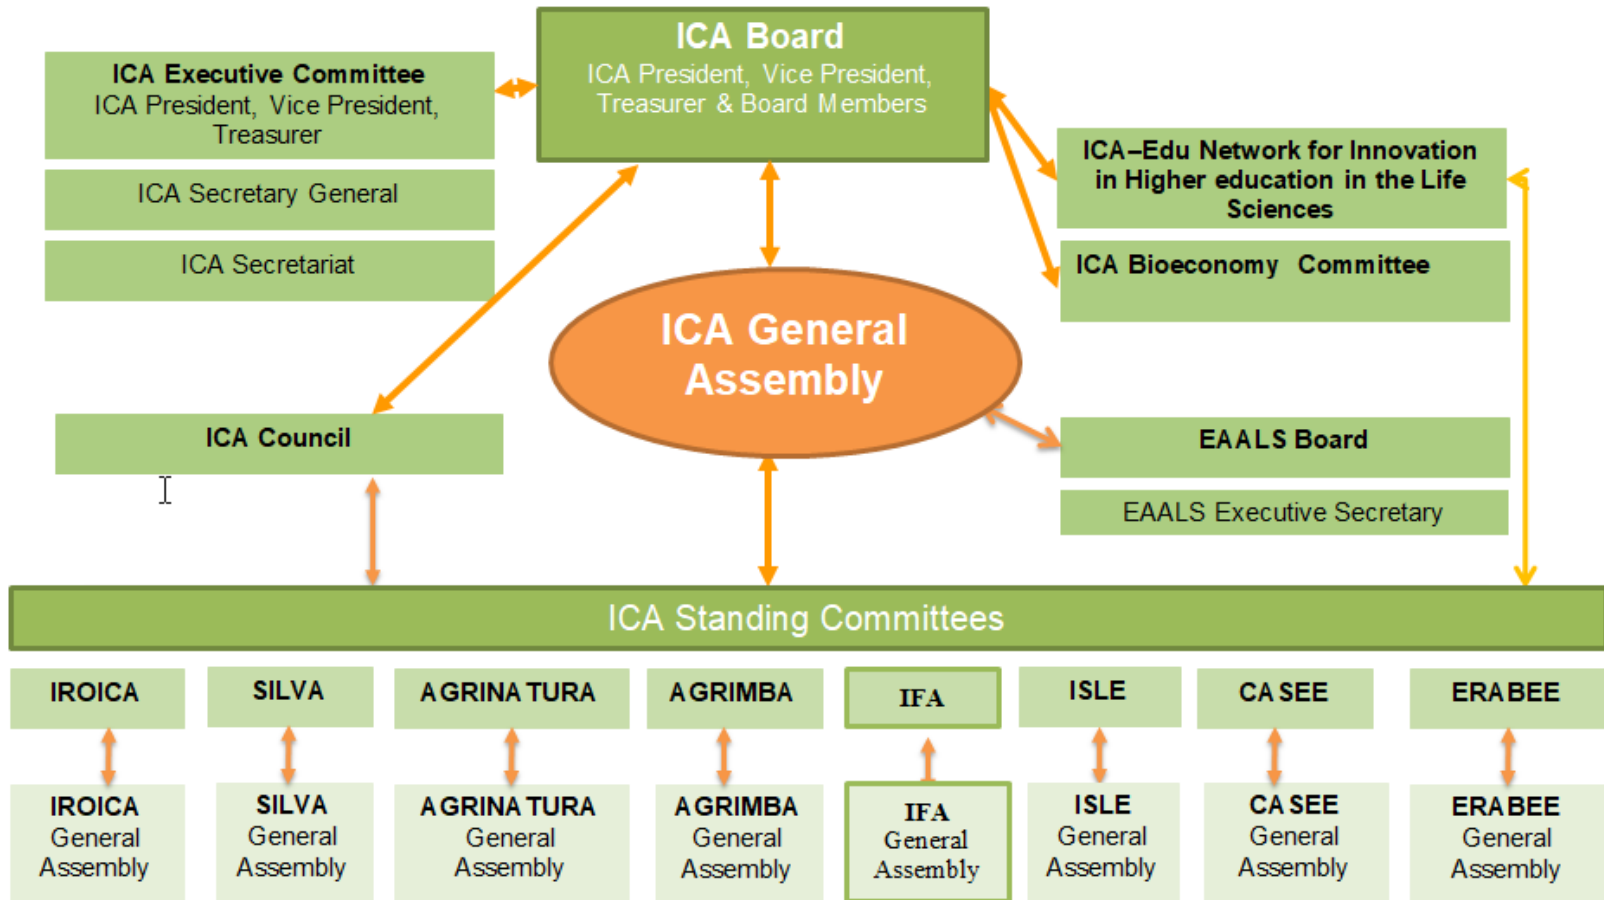 ICA Board
ICA President, Vice President,
Treasurer & Board Members
ICA Executive Committee
ICA President, Vice President,
Treasurer
ICA Secretary General
ICA Secretariat
ICA–Edu Network for Innovation
in Higher education in the Life
Sciences
ICA Bioeconomy Committee
ICA General
Assembly
ICA Council
EAALS Board
EAALS Executive Secretary
ICA Standing Committees
IROICA
SILVA
AGRINATURA
AGRIMBA
IFA
ISLE
CASEE
ERABEE
IROICA
General
Assembly
SILVA
General
Assembly
AGRINATURA
General
Assembly
AGRIMBA
General
Assembly
IFA
General
Assembly
ISLE
General
Assembly
CASEE
General
Assembly
ERABEE
General
Assembly